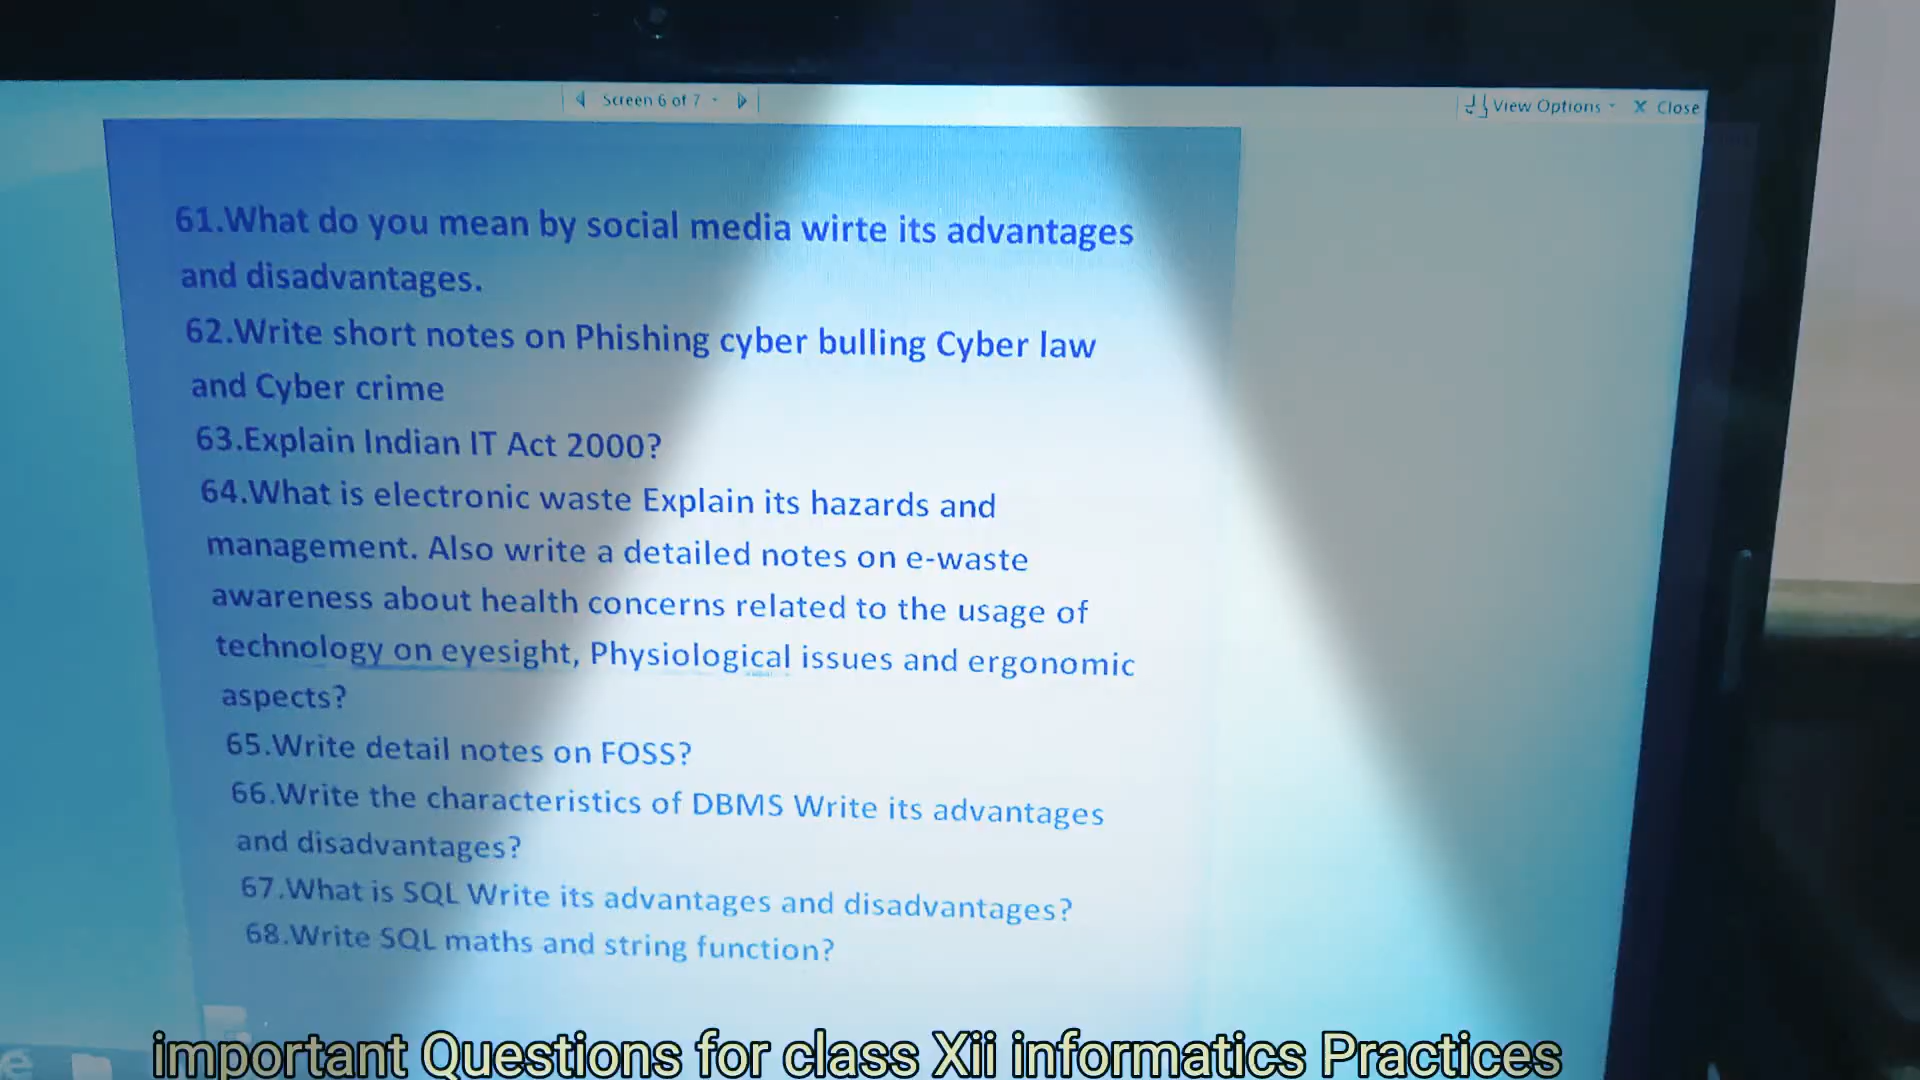 Screen 6 of 7
View Options
X Close
61.What do you mean by social media wirte its advantages
and disadvantages.
62.Write short notes on Phishing cyber bulling Cyber law
and Cyber crime
63.Explain Indian IT Act 2000?
64.What is electronic waste Explain its hazards and
management. Also write a detailed notes on e-waste
awareness about health concerns related to the usage of
technology on eyesight, Physiological issues and ergonomic
aspects?
65.Write detail notes on FOSS?
66.Write the characteristics of DBMS Write its advantages
and disadvantages?
67.What is SQL Write its advantages and disadvantages?
68.Write SQL maths and string function?
important Questions for class Xii informatics Practices